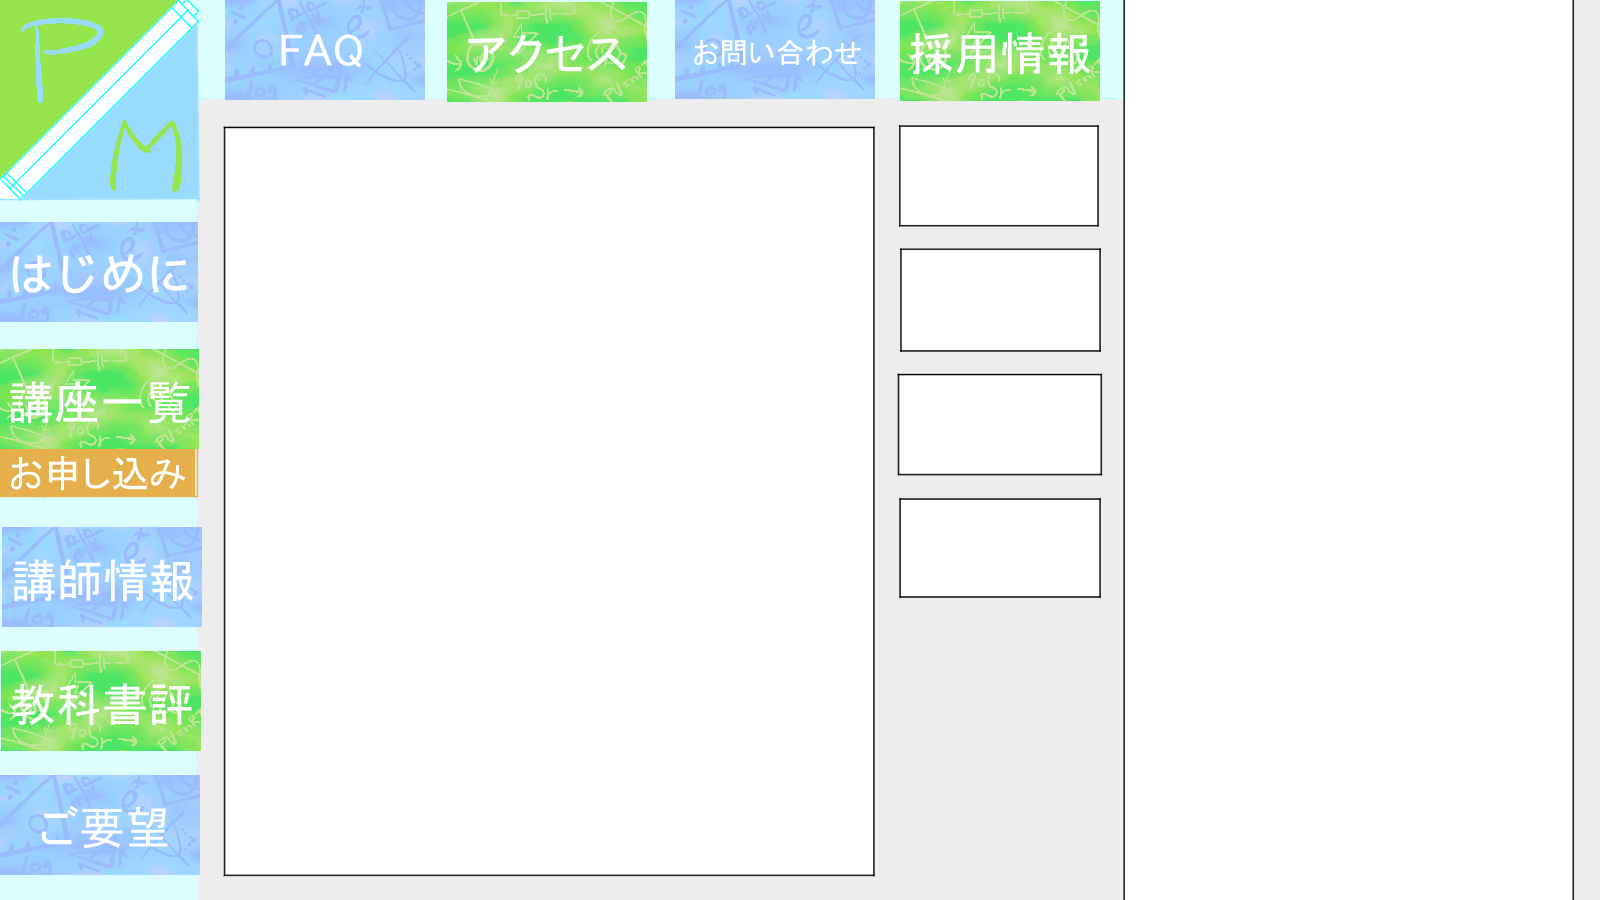 P
M
FAQ
アクセス
お問い合わせ
採用情報
はじめに
講座一覧
お申し込み
講師情報
教科書評
ご要望